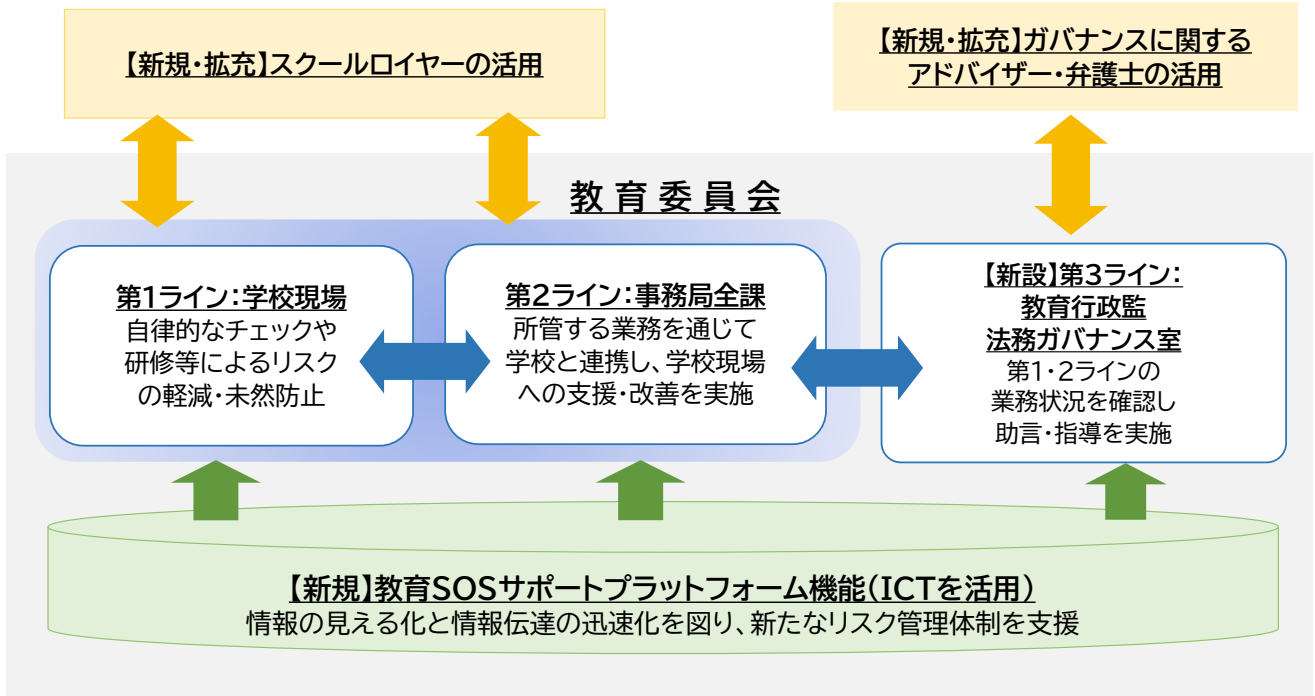 【新規・拡充】スクールロイヤーの活用
【新規・拡充】ガバナンスに関する
アドバイザー・弁護士の活用
教育委員会
第1ライン：学校現場
自律的なチェックや
研修等によるリスク
の軽減・未然防止
第2ライン：事務局全課
所管する業務を通じて
学校と連携し、学校現場
への支援・改善を実施
【新設】第3ライン：
教育行政監
法務ガバナンス室
第1・2ラインの
業務状況を確認し
助言・指導を実施
【新規】教育SOSサポートプラットフォーム機能（ICTを活用）
情報の見える化と情報伝達の迅速化を図り、新たなリスク管理体制を支援